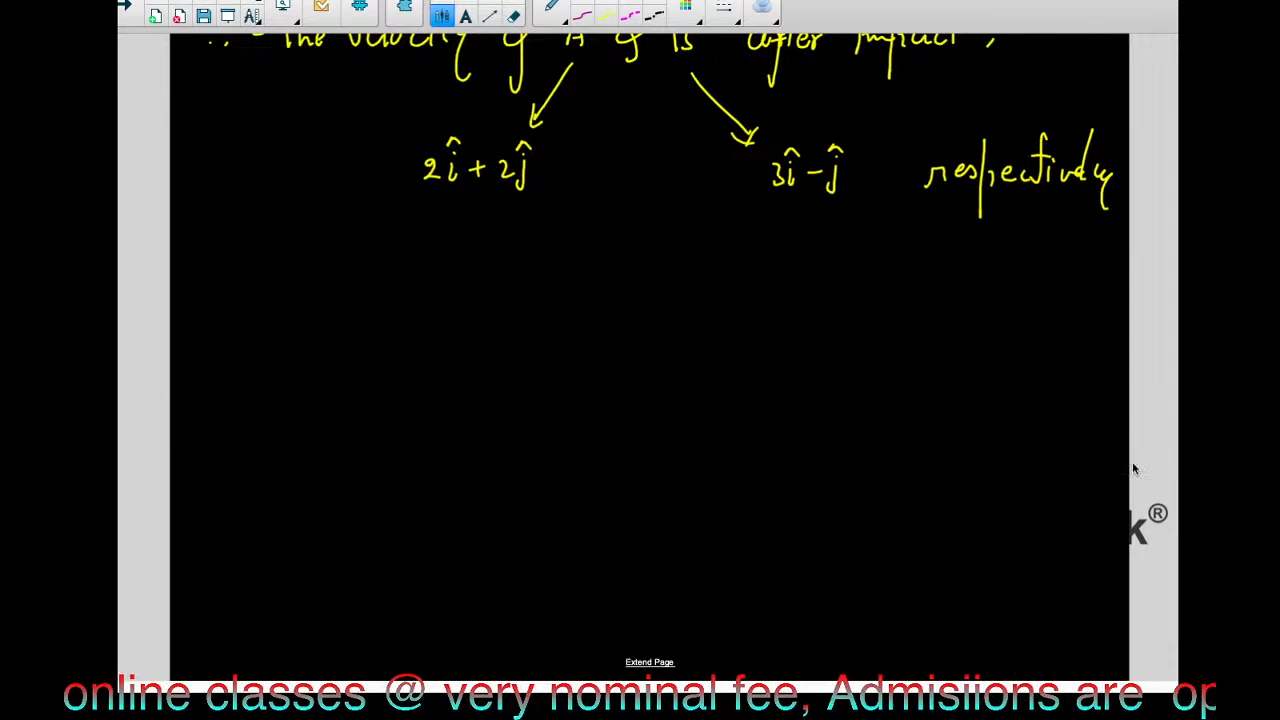 ∴ The velocity of A & B after impact,
2î + 2ĵ 3î - ĵ respectively
k®
Extend Page
online classes @ very nominal fee, Admisiions are op